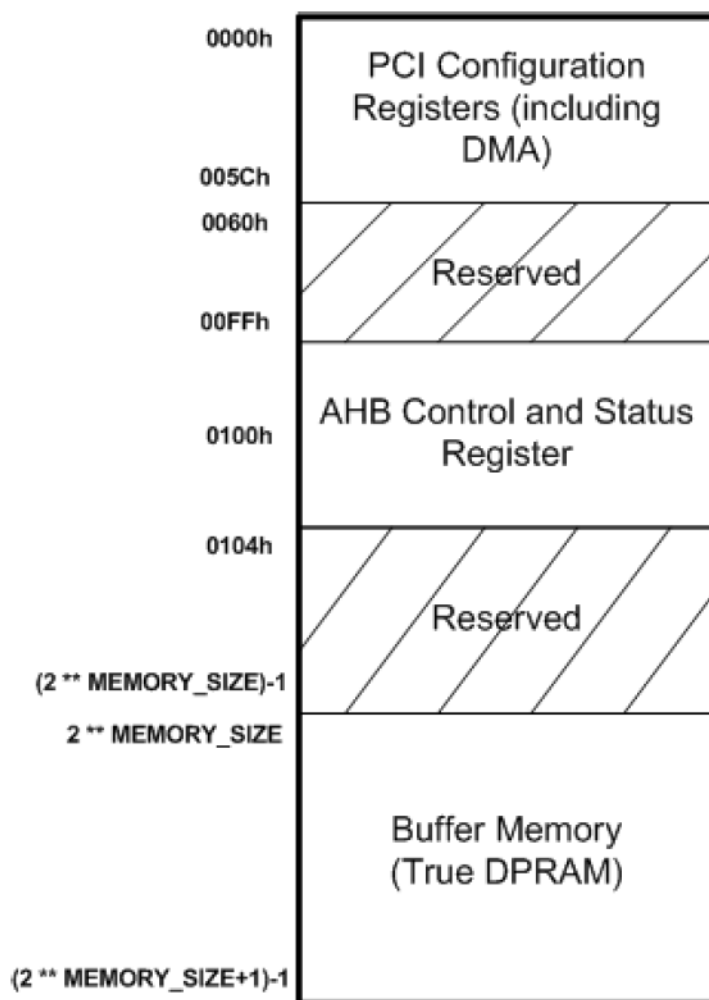 0000h
PCI Configuration
Registers (including
DMA)
005Ch
0060h
Reserved
00FFh
AHB Control and Status
0100h
Register
0104h
Reserved
(2 ** MEMORY_SIZE)-1
2 ** MEMORY_SIZE
Buffer Memory
(True DPRAM)
(2 ** MEMORY_SIZE+1)-1